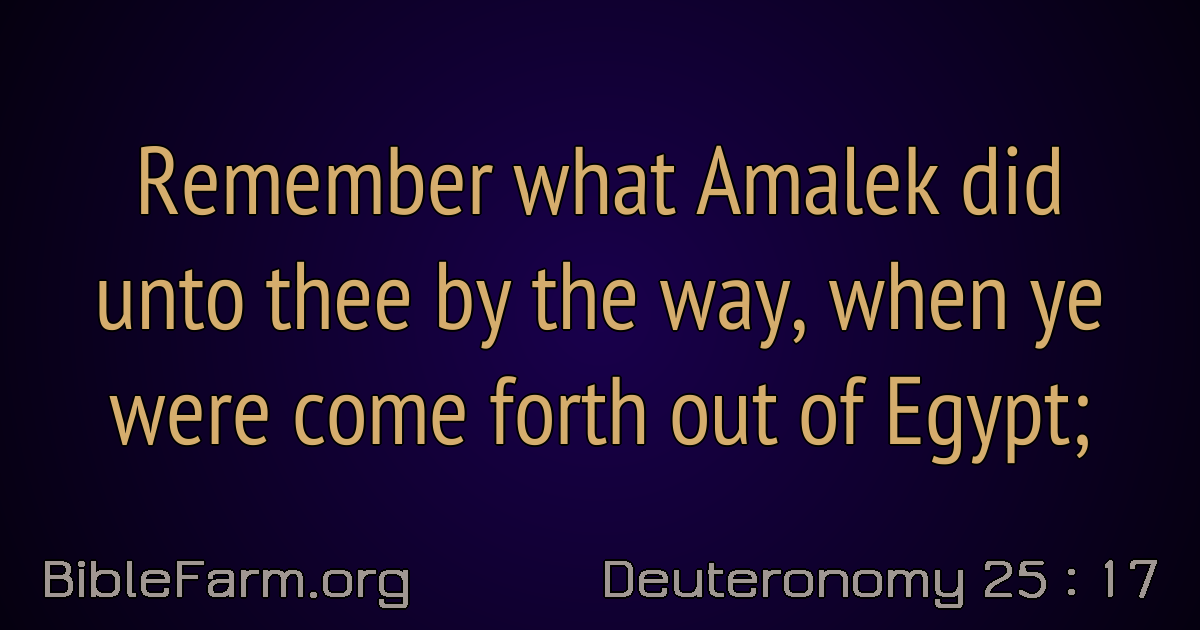 Remember what Amalek did
unto thee by the way, when ye
were come forth out of Egypt;
BibleFarm.org
Deuteronomy 25 : 17